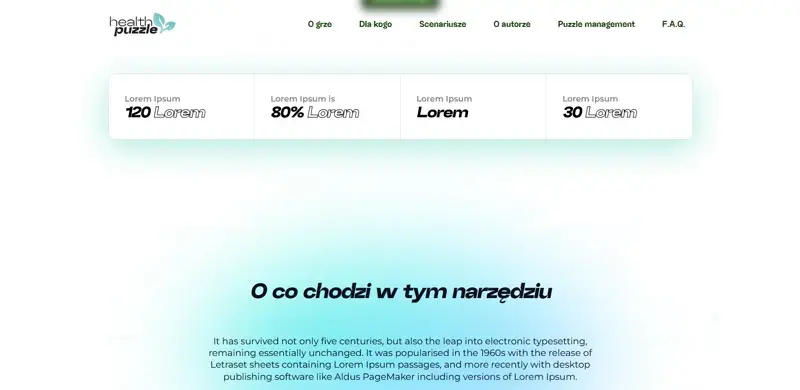 health
puzzle
O grze Dla kogo Scenariusze O autorze Puzzle management F.A.Q.
Lorem Ipsum Lorem Ipsum is Lorem Ipsum Lorem Ipsum
120 Lorem 80% Lorem Lorem 30 Lorem
O co chodzi w tym narzędziu
It has survived not only five centuries, but also the leap into electronic typesetting,
remaining essentially unchanged. It was popularised in the 1960s with the release of
Letraset sheets containing Lorem Ipsum passages, and more recently with desktop
publishing software like Aldus PageMaker including versions of Lorem Ipsum.